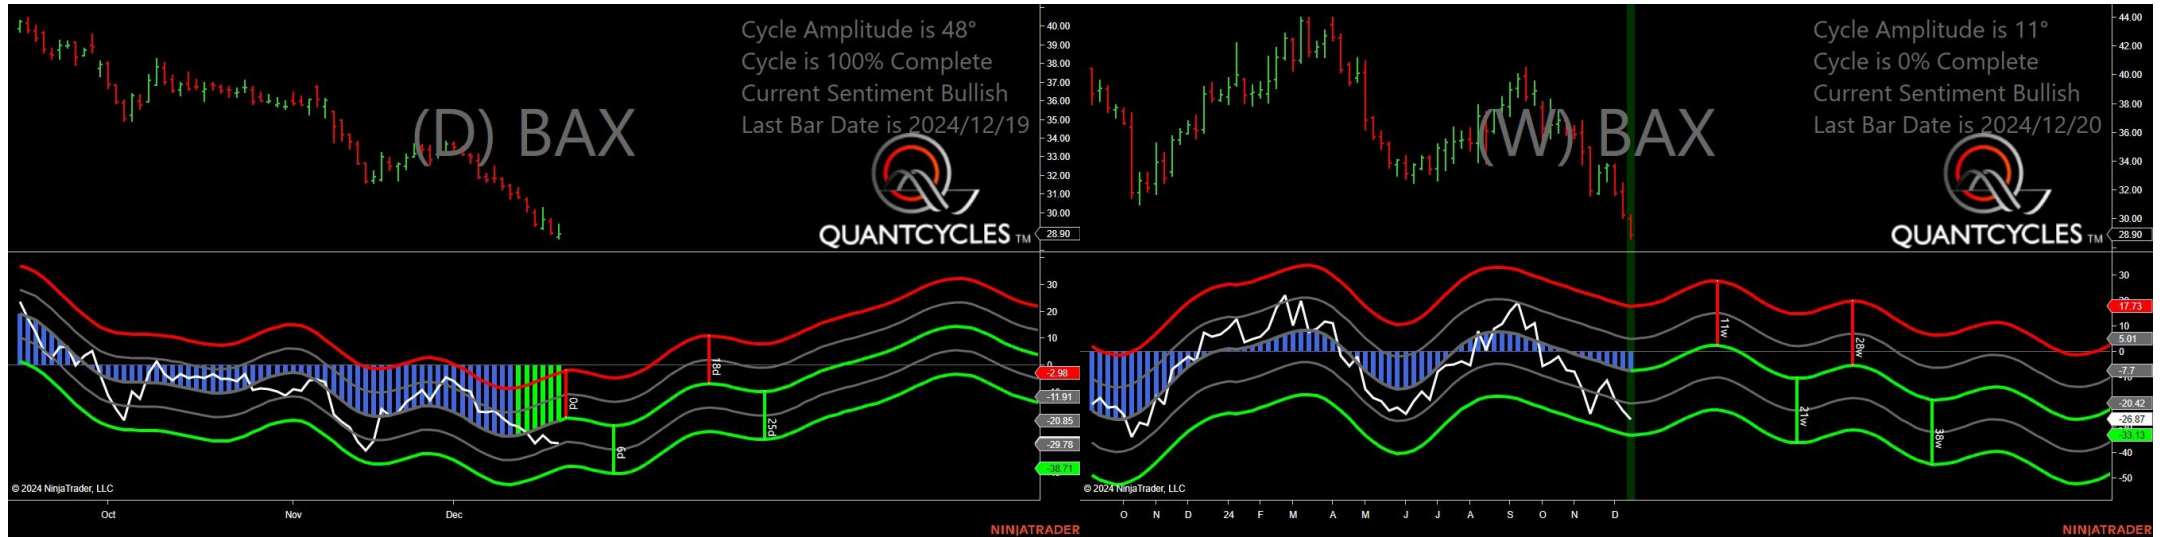 Cycle Amplitude is 48°
Cycle is 100% Complete
Current Sentiment Bullish
Last Bar Date is 2024/12/19
(D) BAX
QUANTCYCLES TM
40.00
39.00
38.00
37.00
36.00
35.00
34.00
33.00
32.00
31.00
30.00
28.90
30
20
10
0
-2.98
-11.91
-20.85
-29.78
-38.71
0d
6d
18d
25d
© 2024 NinjaTrader, LLC
Oct
Nov
Dec
NINJATRADER
Cycle Amplitude is 11°
Cycle is 0% Complete
Current Sentiment Bullish
Last Bar Date is 2024/12/20
(W) BAX
QUANTCYCLES TM
44.00
42.00
40.00
38.00
36.00
34.00
32.00
30.00
28.90
30
17.73
10
5.01
0
-7.7
-20.42
-26.87
-33.13
-40
-50
11w
21w
28w
38w
© 2024 NinjaTrader, LLC
O N D 24 F M A M J J A S O N D
NINJATRADER